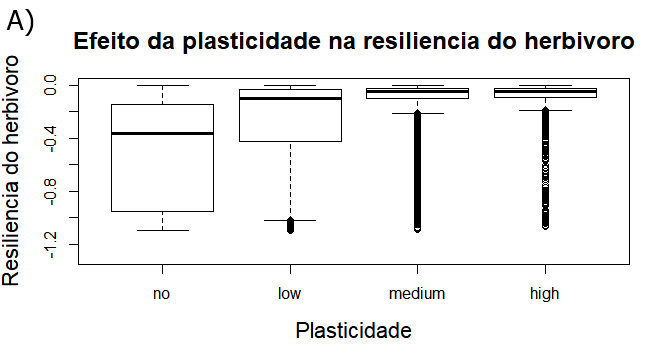 A)
Efeito da plasticidade na resiliencia do herbivoro
Resiliencia do herbivoro
0.0
-0.4
-0.8
-1.2
no low medium high
Plasticidade